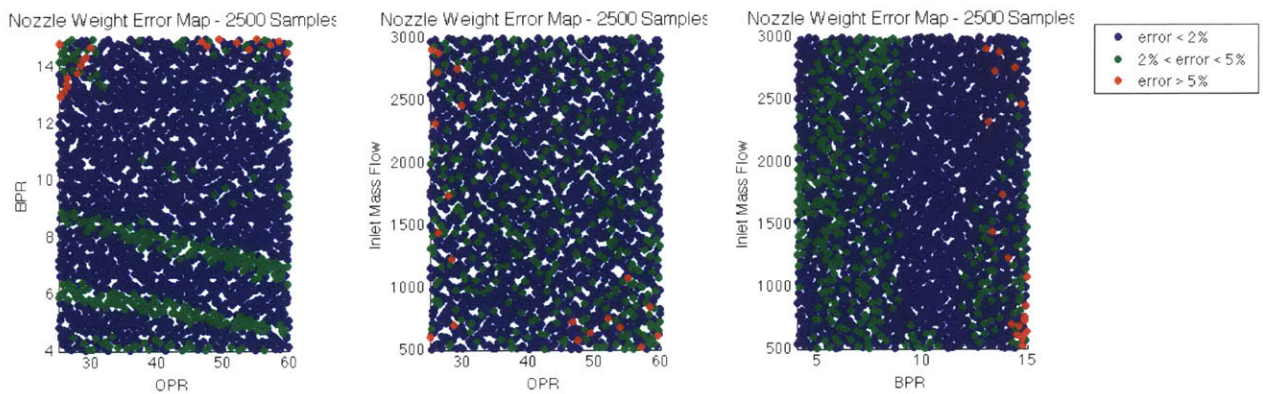 Nozzle Weight Error Map - 2500 Samples
BPR
14
12
10
8
6
4
30
40
50
60
OPR
Nozzle Weight Error Map - 2500 Samples
Inlet Mass Flow
3000
2500
2000
1500
1000
500
30
40
50
60
OPR
Nozzle Weight Error Map - 2500 Samples
Inlet Mass Flow
3000
2500
2000
1500
1000
500
5
10
15
BPR
error < 2%
2% < error < 5%
error > 5%